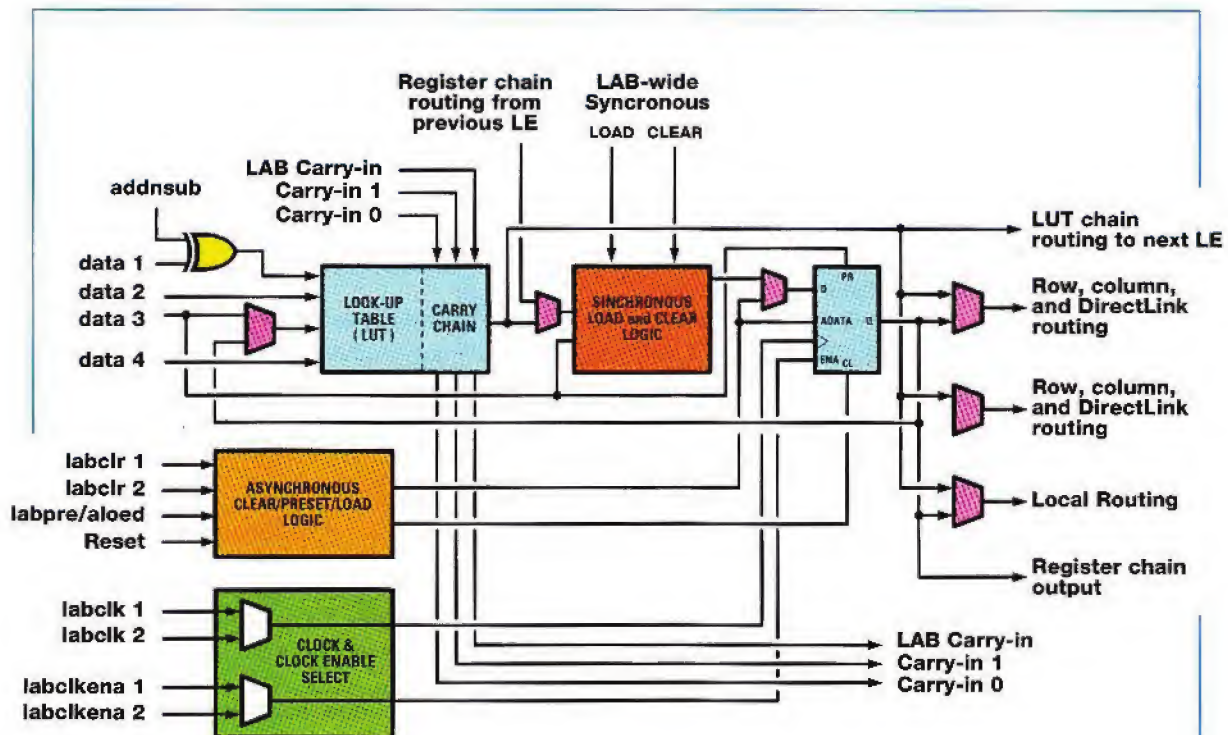 Register chain
routing from
previous LE
LAB-wide
Syncronous
LOAD CLEAR
LAB Carry-in
Carry-in 1
Carry-in 0
addnsub
data 1
data 2
data 3
data 4
LOOK-UP
TABLE
( LUT )
CARRY
CHAIN
SINCHRONOUS
LOAD and CLEAR
LOGIC
PR
D
ADATA
Q
ENA
CL
LUT chain
routing to next LE
Row, column,
and DirectLink
routing
Row, column,
and DirectLink
routing
Local Routing
Register chain
output
labclr 1
labclr 2
labpre/aloed
Reset
ASYNCHRONOUS
CLEAR/PRESET/LOAD
LOGIC
labclk 1
labclk 2
labclkena 1
labclkena 2
CLOCK &
CLOCK ENABLE
SELECT
LAB Carry-in
Carry-in 1
Carry-in 0